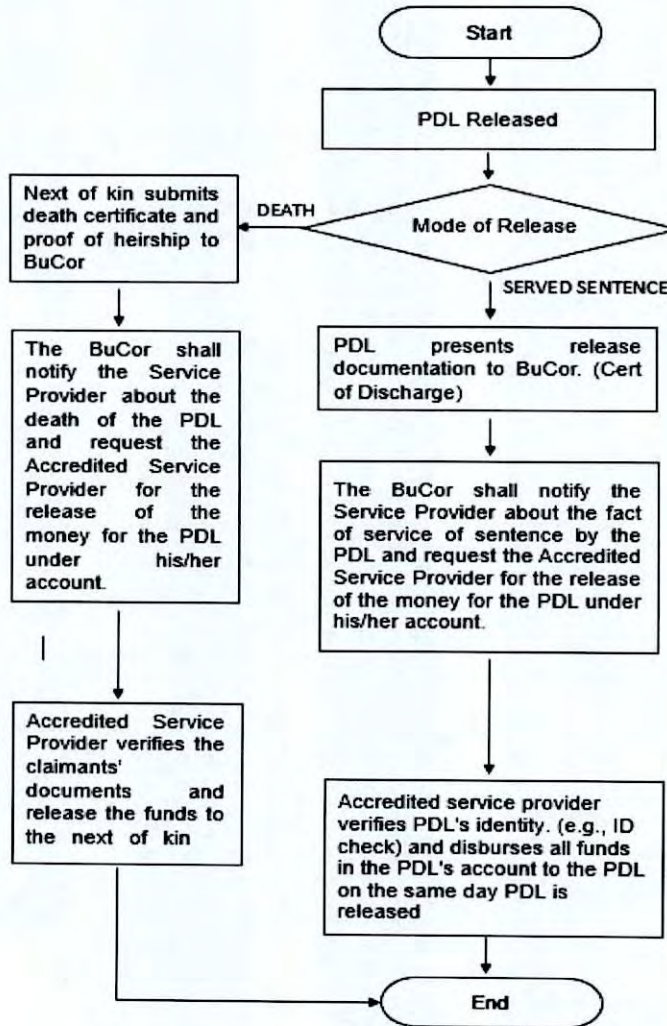 Start
PDL Released
Mode of Release
DEATH
Next of kin submits
death certificate and
proof of heirship to
BuCor
The BuCor shall
notify the Service
Provider about the
death of the PDL
and request the
Accredited Service
Provider for the
release of the
money for the PDL
under his/her
account.
Accredited Service
Provider verifies the
claimants'
documents and
release the funds to
the next of kin
SERVED SENTENCE
PDL presents release
documentation to BuCor. (Cert
of Discharge)
The BuCor shall notify the
Service Provider about the fact
of service of sentence by the
PDL and request the Accredited
Service Provider for the release
of the money for the PDL under
his/her account.
Accredited service provider
verifies PDL's identity. (e.g., ID
check) and disburses all funds
in the PDL's account to the PDL
on the same day PDL is
released
End